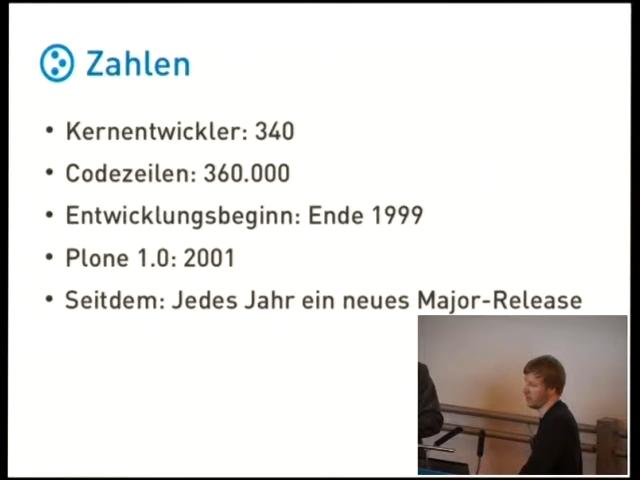 Zahlen
• Kernentwickler: 340
• Codezeilen: 360.000
• Entwicklungsbeginn: Ende 1999
• Plone 1.0: 2001
• Seitdem: Jedes Jahr ein neues Major-Release